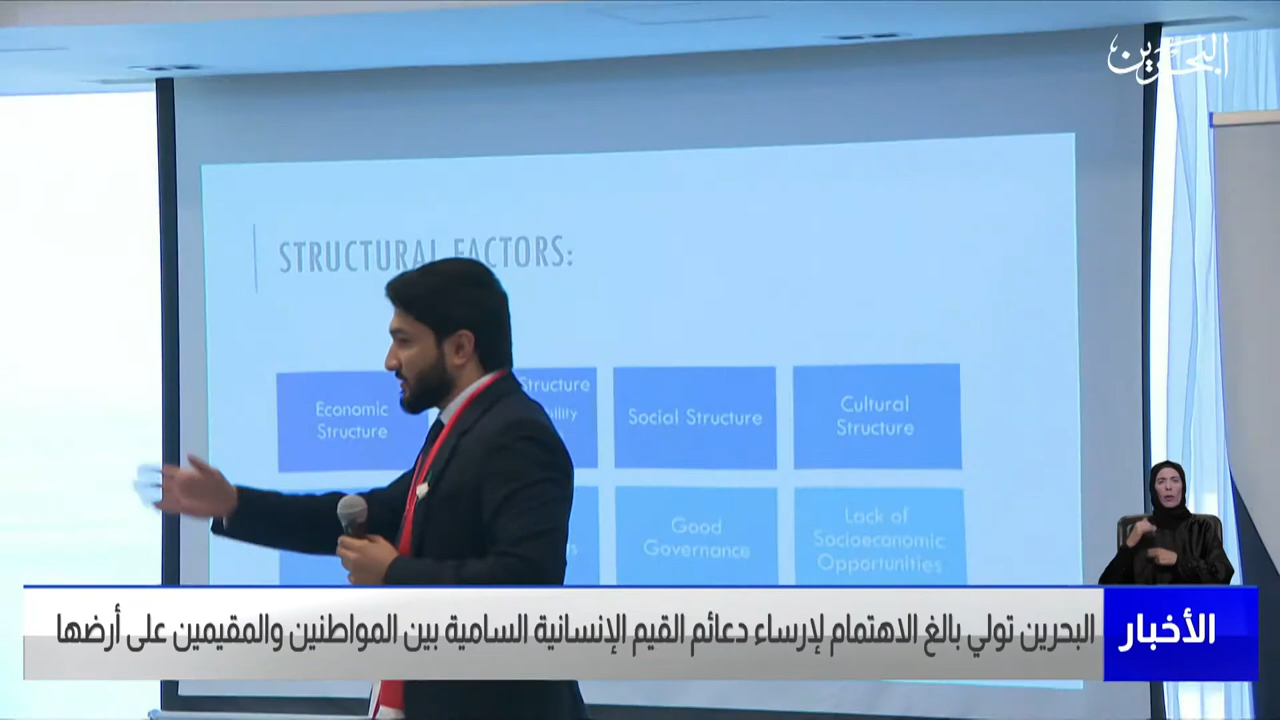 البحرين
STRUCTURAL FACTORS:
Economic
Structure
Structure
Social Structure
Cultural
Structure
Good
Governance
Lack of
Socioeconomic
Opportunities
الأخبار
البحرين تولي بالغ الاهتمام لإرساء دعائم القيم الإنسانية السامية بين المواطنين والمقيمين على أرضها